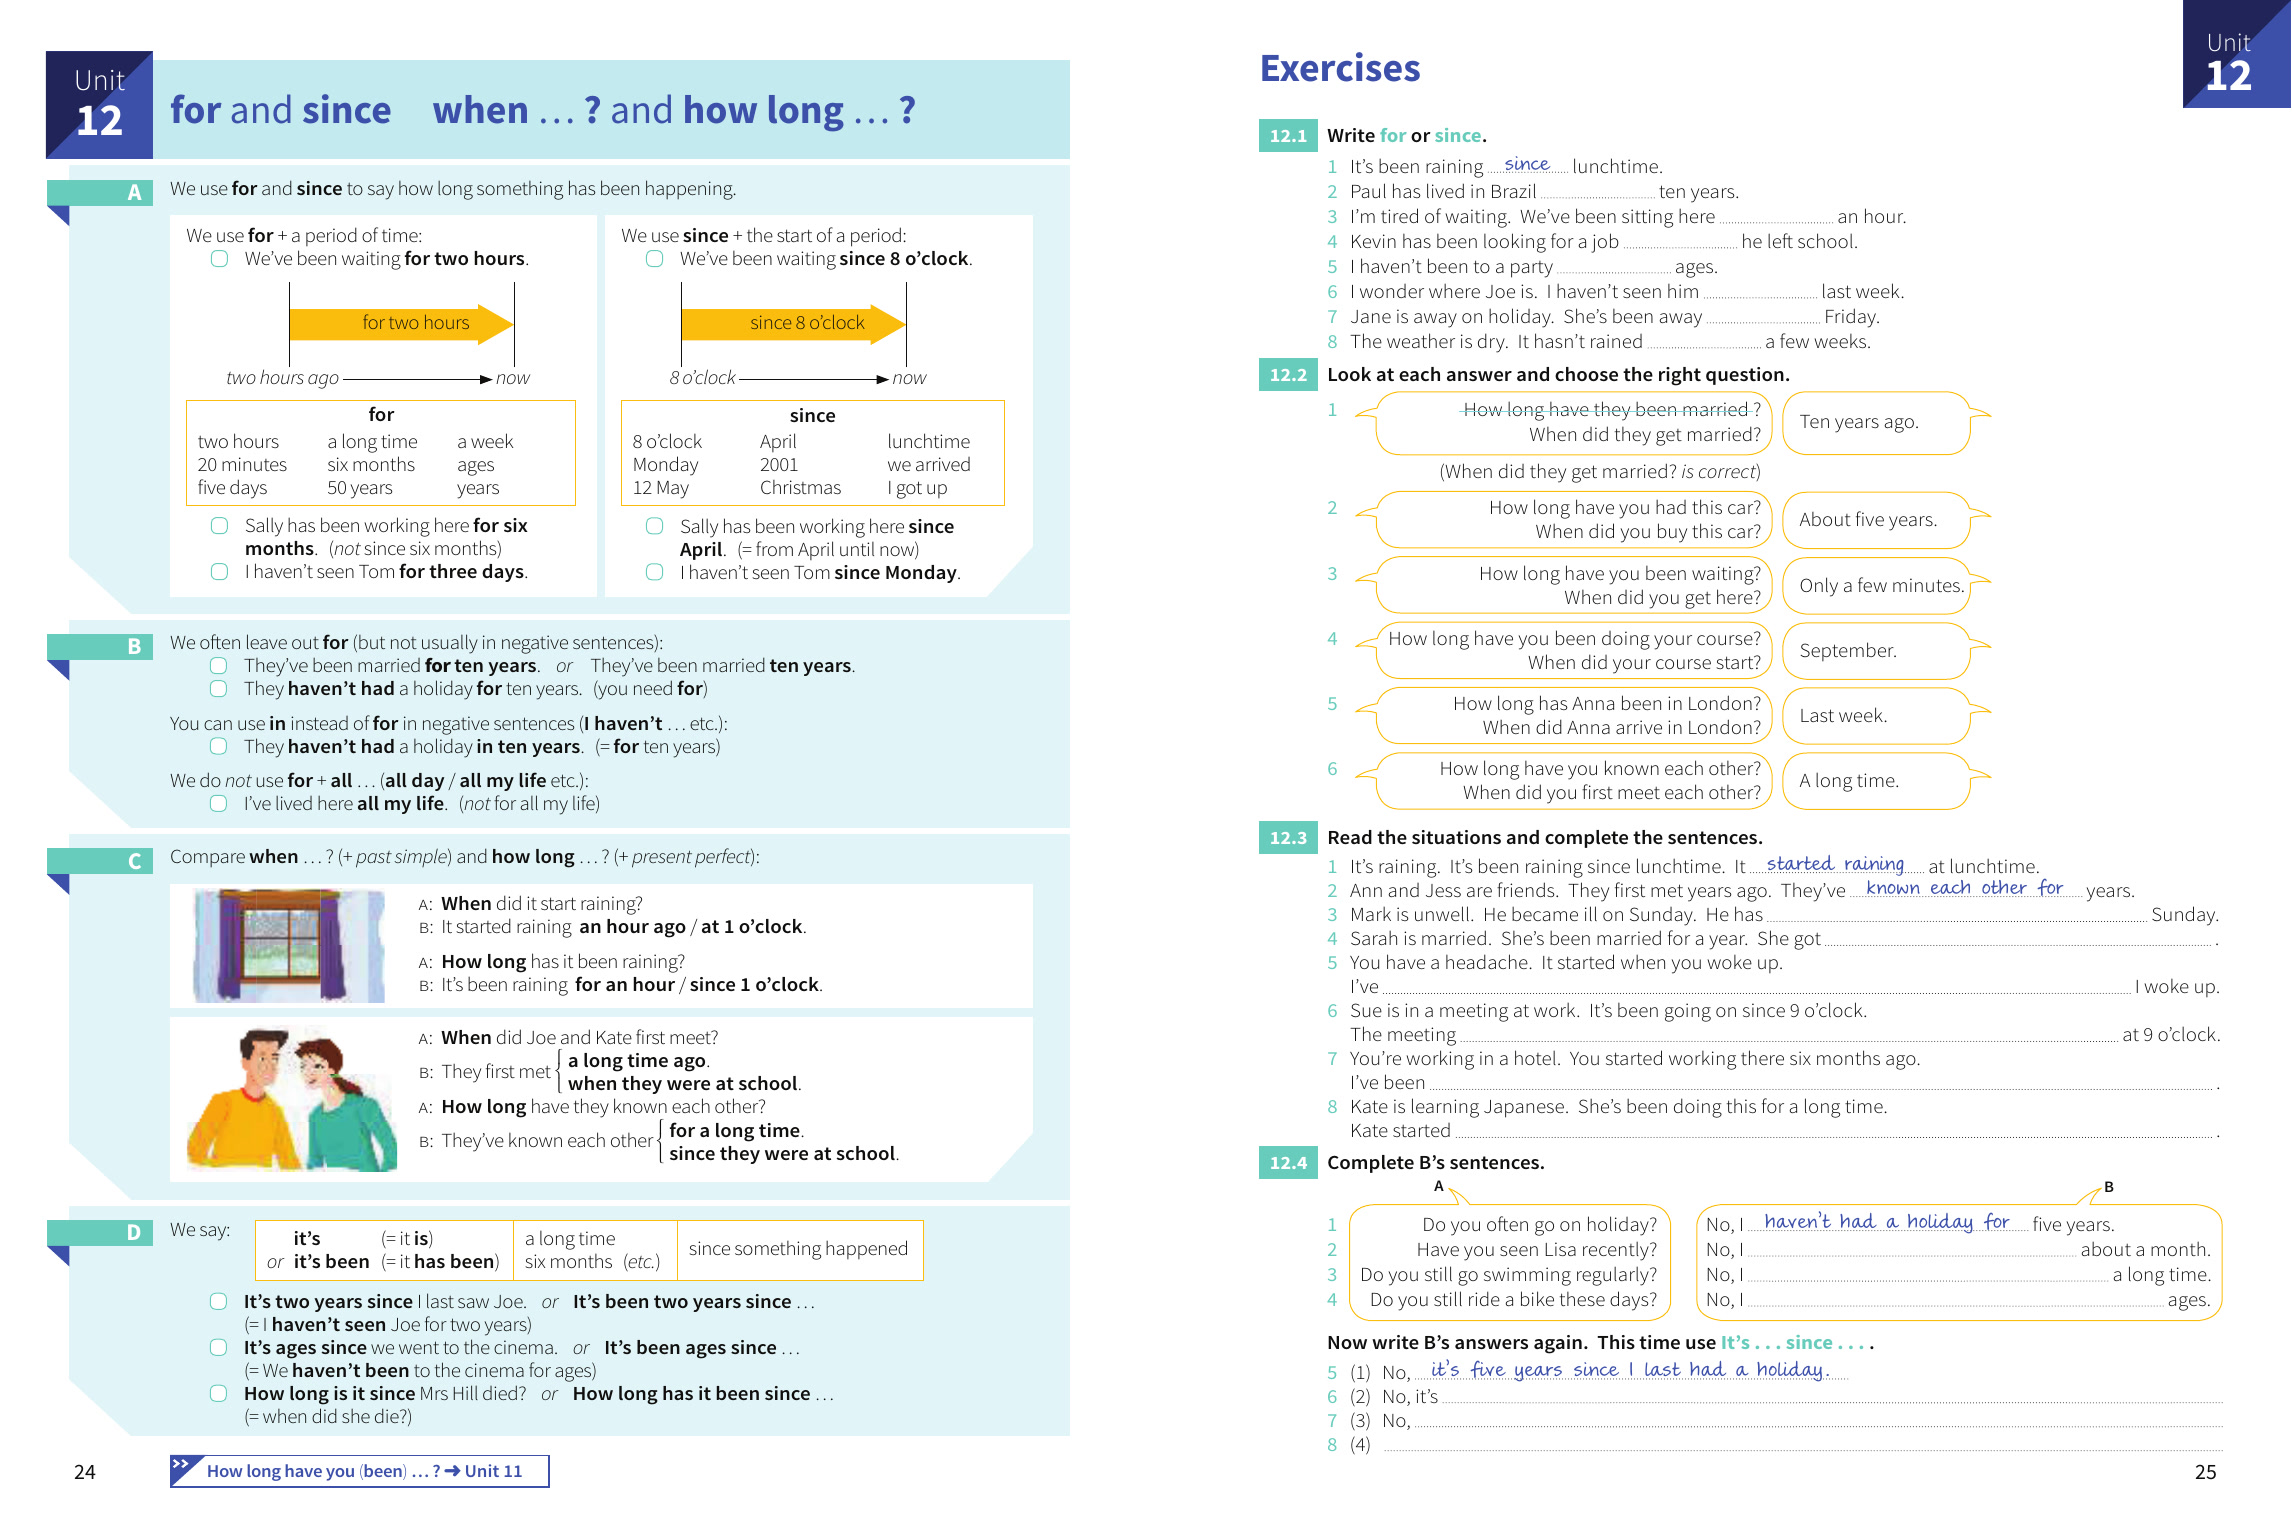 Unit
12
for and since when … ? and how long … ?
A
We use for and since to say how long something has been happening.
We use for + a period of time:
We’ve been waiting for two hours.
for two hours
two hours ago now
for
two hours a long time a week
20 minutes six months ages
five days 50 years years
Sally has been working here for six
months. (not since six months)
I haven’t seen Tom for three days.
We use since + the start of a period:
We’ve been waiting since 8 o’clock.
since 8 o’clock
8 o’clock now
since
8 o’clock April lunchtime
Monday 2001 we arrived
12 May Christmas I got up
Sally has been working here since
April. (= from April until now)
I haven’t seen Tom since Monday.
B
We often leave out for (but not usually in negative sentences):
They’ve been married for ten years. or They’ve been married ten years.
They haven’t had a holiday for ten years. (you need for)
You can use in instead of for in negative sentences (I haven’t … etc.):
They haven’t had a holiday in ten years. (= for ten years)
We do not use for + all … (all day / all my life etc.):
I’ve lived here all my life. (not for all my life)
C
Compare when … ? (+ past simple) and how long … ? (+ present perfect):
A: When did it start raining?
B: It started raining an hour ago / at 1 o’clock.
A: How long has it been raining?
B: It’s been raining for an hour / since 1 o’clock.
A: When did Joe and Kate first meet?
B: They first met
a long time ago.
when they were at school.
A: How long have they known each other?
B: They’ve known each other
for a long time.
since they were at school.
D
We say:
it’s (= it is) a long time
or it’s been (= it has been) six months (etc.) since something happened
It’s two years since I last saw Joe. or It’s been two years since …
(= I haven’t seen Joe for two years)
It’s ages since we went to the cinema. or It’s been ages since …
(= We haven’t been to the cinema for ages)
How long is it since Mrs Hill died? or How long has it been since …
(= when did she die?)
24
How long have you (been) … ? ➜ Unit 11
Exercises
Unit
12
12.1 Write for or since.
1 It’s been raining since lunchtime.
2 Paul has lived in Brazil ten years.
3 I’m tired of waiting. We’ve been sitting here an hour.
4 Kevin has been looking for a job he left school.
5 I haven’t been to a party ages.
6 I wonder where Joe is. I haven’t seen him last week.
7 Jane is away on holiday. She’s been away Friday.
8 The weather is dry. It hasn’t rained a few weeks.
12.2 Look at each answer and choose the right question.
1 How long have they been married ?
When did they get married?
Ten years ago.
(When did they get married? is correct)
2 How long have you had this car?
When did you buy this car?
About five years.
3 How long have you been waiting?
When did you get here?
Only a few minutes.
4 How long have you been doing your course?
When did your course start?
September.
5 How long has Anna been in London?
When did Anna arrive in London?
Last week.
6 How long have you known each other?
When did you first meet each other?
A long time.
12.3 Read the situations and complete the sentences.
1 It’s raining. It’s been raining since lunchtime. It started raining at lunchtime.
2 Ann and Jess are friends. They first met years ago. They’ve known each other for years.
3 Mark is unwell. He became ill on Sunday. He has Sunday.
4 Sarah is married. She’s been married for a year. She got .
5 You have a headache. It started when you woke up.
I’ve I woke up.
6 Sue is in a meeting at work. It’s been going on since 9 o’clock.
The meeting at 9 o’clock.
7 You’re working in a hotel. You started working there six months ago.
I’ve been .
8 Kate is learning Japanese. She’s been doing this for a long time.
Kate started .
12.4 Complete B’s sentences.
A B
1 Do you often go on holiday? No, I haven’t had a holiday for five years.
2 Have you seen Lisa recently? No, I about a month.
3 Do you still go swimming regularly? No, I a long time.
4 Do you still ride a bike these days? No, I ages.
Now write B’s answers again. This time use It’s . . . since . . . .
5 (1) No, it’s five years since I last had a holiday.
6 (2) No, it’s
7 (3) No,
8 (4)
25